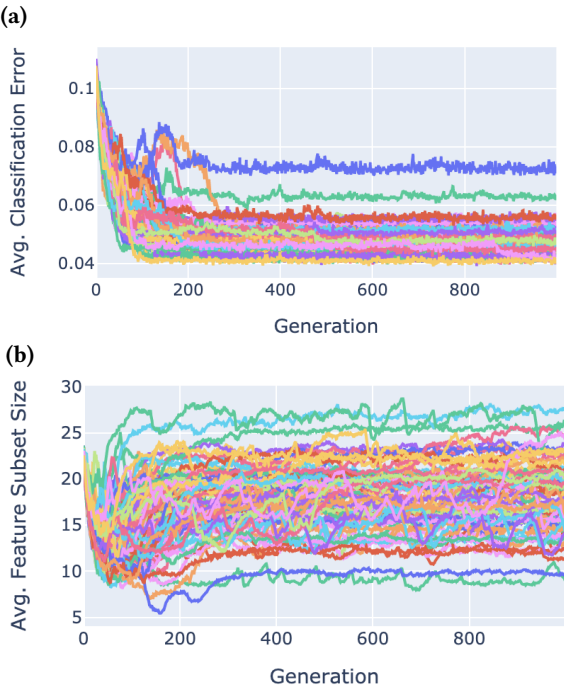 (a)
Avg. Classification Error
0.1
0.08
0.06
0.04
0 200 400 600 800
Generation
(b)
Avg. Feature Subset Size
30
25
20
15
10
5
0 200 400 600 800
Generation